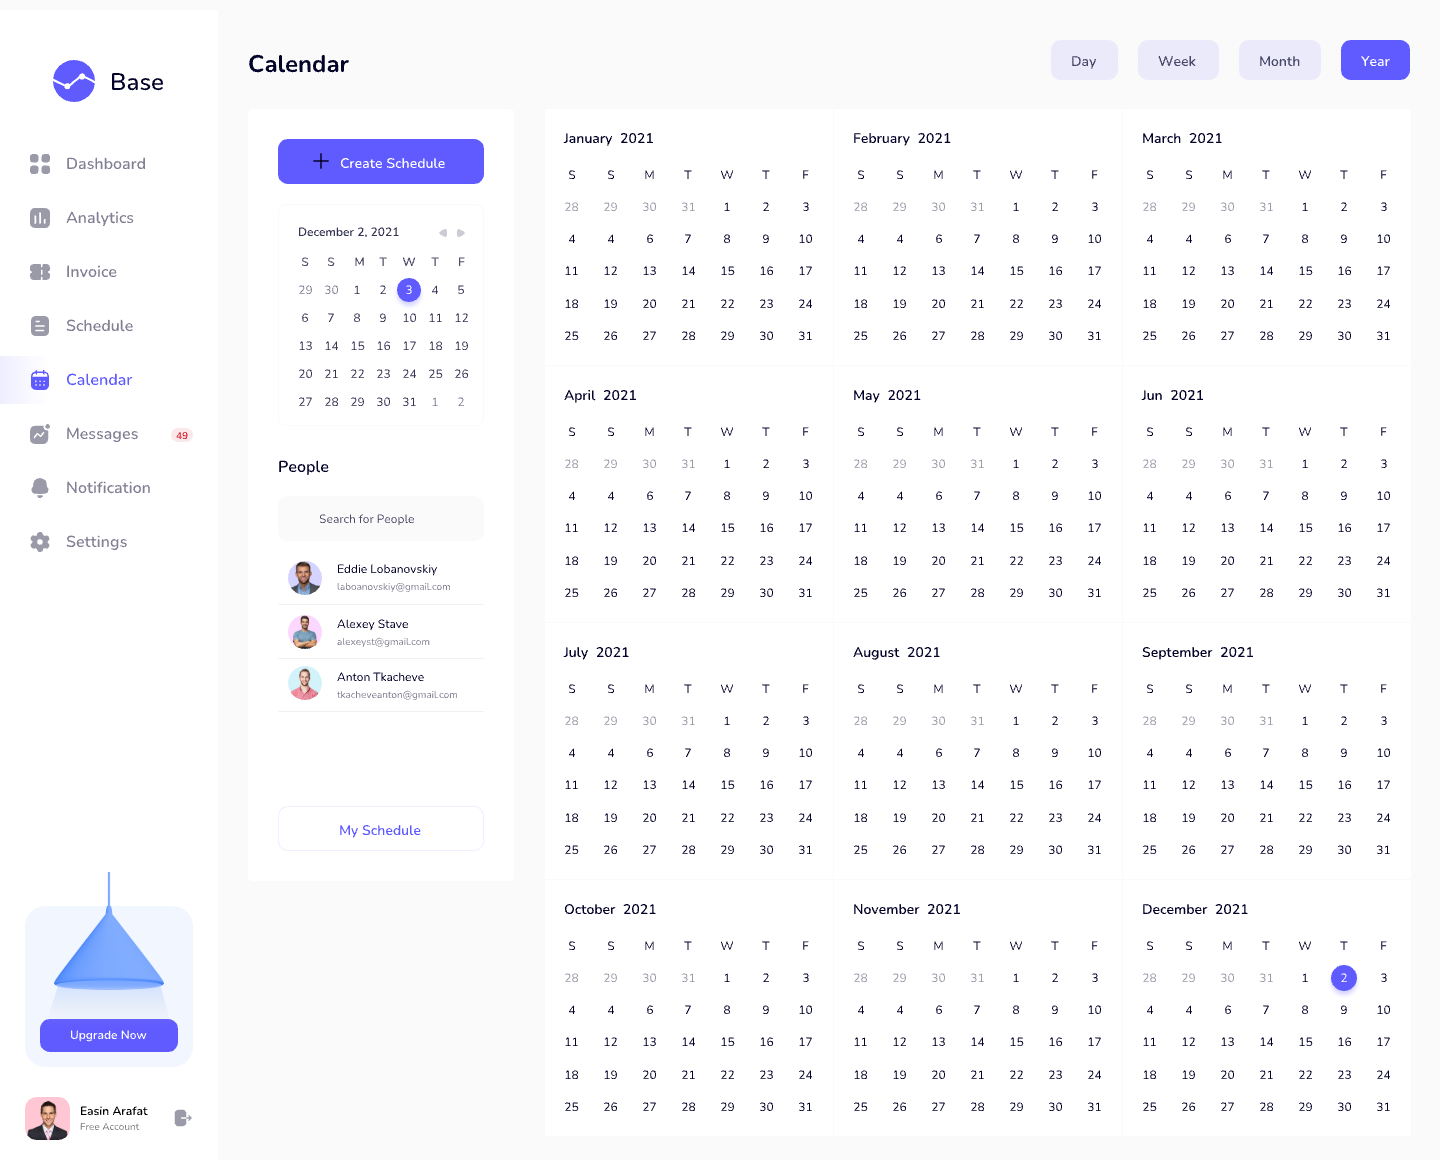 Base
Dashboard
Analytics
Invoice
Schedule
Calendar
Messages 49
Notification
Settings
Upgrade Now
Easin Arafat
Free Account
Calendar
Day Week Month Year
Create Schedule
December 2, 2021
S S M T W T F
29 30 1 2 3 4 5
6 7 8 9 10 11 12
13 14 15 16 17 18 19
20 21 22 23 24 25 26
27 28 29 30 31 1 2
People
Search for People
Eddie Lobanovskiy
laboanovskiy@gmail.com
Alexey Stave
alexeyst@gmail.com
Anton Tkacheve
tkacheveanton@gmail.com
My Schedule
January 2021
S S M T W T F
28 29 30 31 1 2 3
4 4 6 7 8 9 10
11 12 13 14 15 16 17
18 19 20 21 22 23 24
25 26 27 28 29 30 31
February 2021
S S M T W T F
28 29 30 31 1 2 3
4 4 6 7 8 9 10
11 12 13 14 15 16 17
18 19 20 21 22 23 24
25 26 27 28 29 30 31
March 2021
S S M T W T F
28 29 30 31 1 2 3
4 4 6 7 8 9 10
11 12 13 14 15 16 17
18 19 20 21 22 23 24
25 26 27 28 29 30 31
April 2021
S S M T W T F
28 29 30 31 1 2 3
4 4 6 7 8 9 10
11 12 13 14 15 16 17
18 19 20 21 22 23 24
25 26 27 28 29 30 31
May 2021
S S M T W T F
28 29 30 31 1 2 3
4 4 6 7 8 9 10
11 12 13 14 15 16 17
18 19 20 21 22 23 24
25 26 27 28 29 30 31
Jun 2021
S S M T W T F
28 29 30 31 1 2 3
4 4 6 7 8 9 10
11 12 13 14 15 16 17
18 19 20 21 22 23 24
25 26 27 28 29 30 31
July 2021
S S M T W T F
28 29 30 31 1 2 3
4 4 6 7 8 9 10
11 12 13 14 15 16 17
18 19 20 21 22 23 24
25 26 27 28 29 30 31
August 2021
S S M T W T F
28 29 30 31 1 2 3
4 4 6 7 8 9 10
11 12 13 14 15 16 17
18 19 20 21 22 23 24
25 26 27 28 29 30 31
September 2021
S S M T W T F
28 29 30 31 1 2 3
4 4 6 7 8 9 10
11 12 13 14 15 16 17
18 19 20 21 22 23 24
25 26 27 28 29 30 31
October 2021
S S M T W T F
28 29 30 31 1 2 3
4 4 6 7 8 9 10
11 12 13 14 15 16 17
18 19 20 21 22 23 24
25 26 27 28 29 30 31
November 2021
S S M T W T F
28 29 30 31 1 2 3
4 4 6 7 8 9 10
11 12 13 14 15 16 17
18 19 20 21 22 23 24
25 26 27 28 29 30 31
December 2021
S S M T W T F
28 29 30 31 1 2 3
4 4 6 7 8 9 10
11 12 13 14 15 16 17
18 19 20 21 22 23 24
25 26 27 28 29 30 31